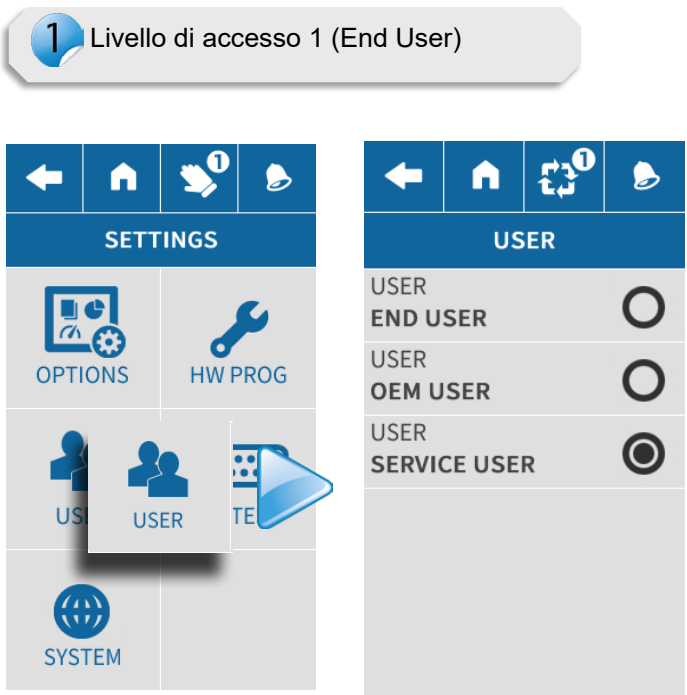 1 Livello di accesso 1 (End User)
1
SETTINGS
OPTIONS
HW PROG
USER
SYSTEM
1
USER
USER
END USER
USER
OEM USER
USER
SERVICE USER